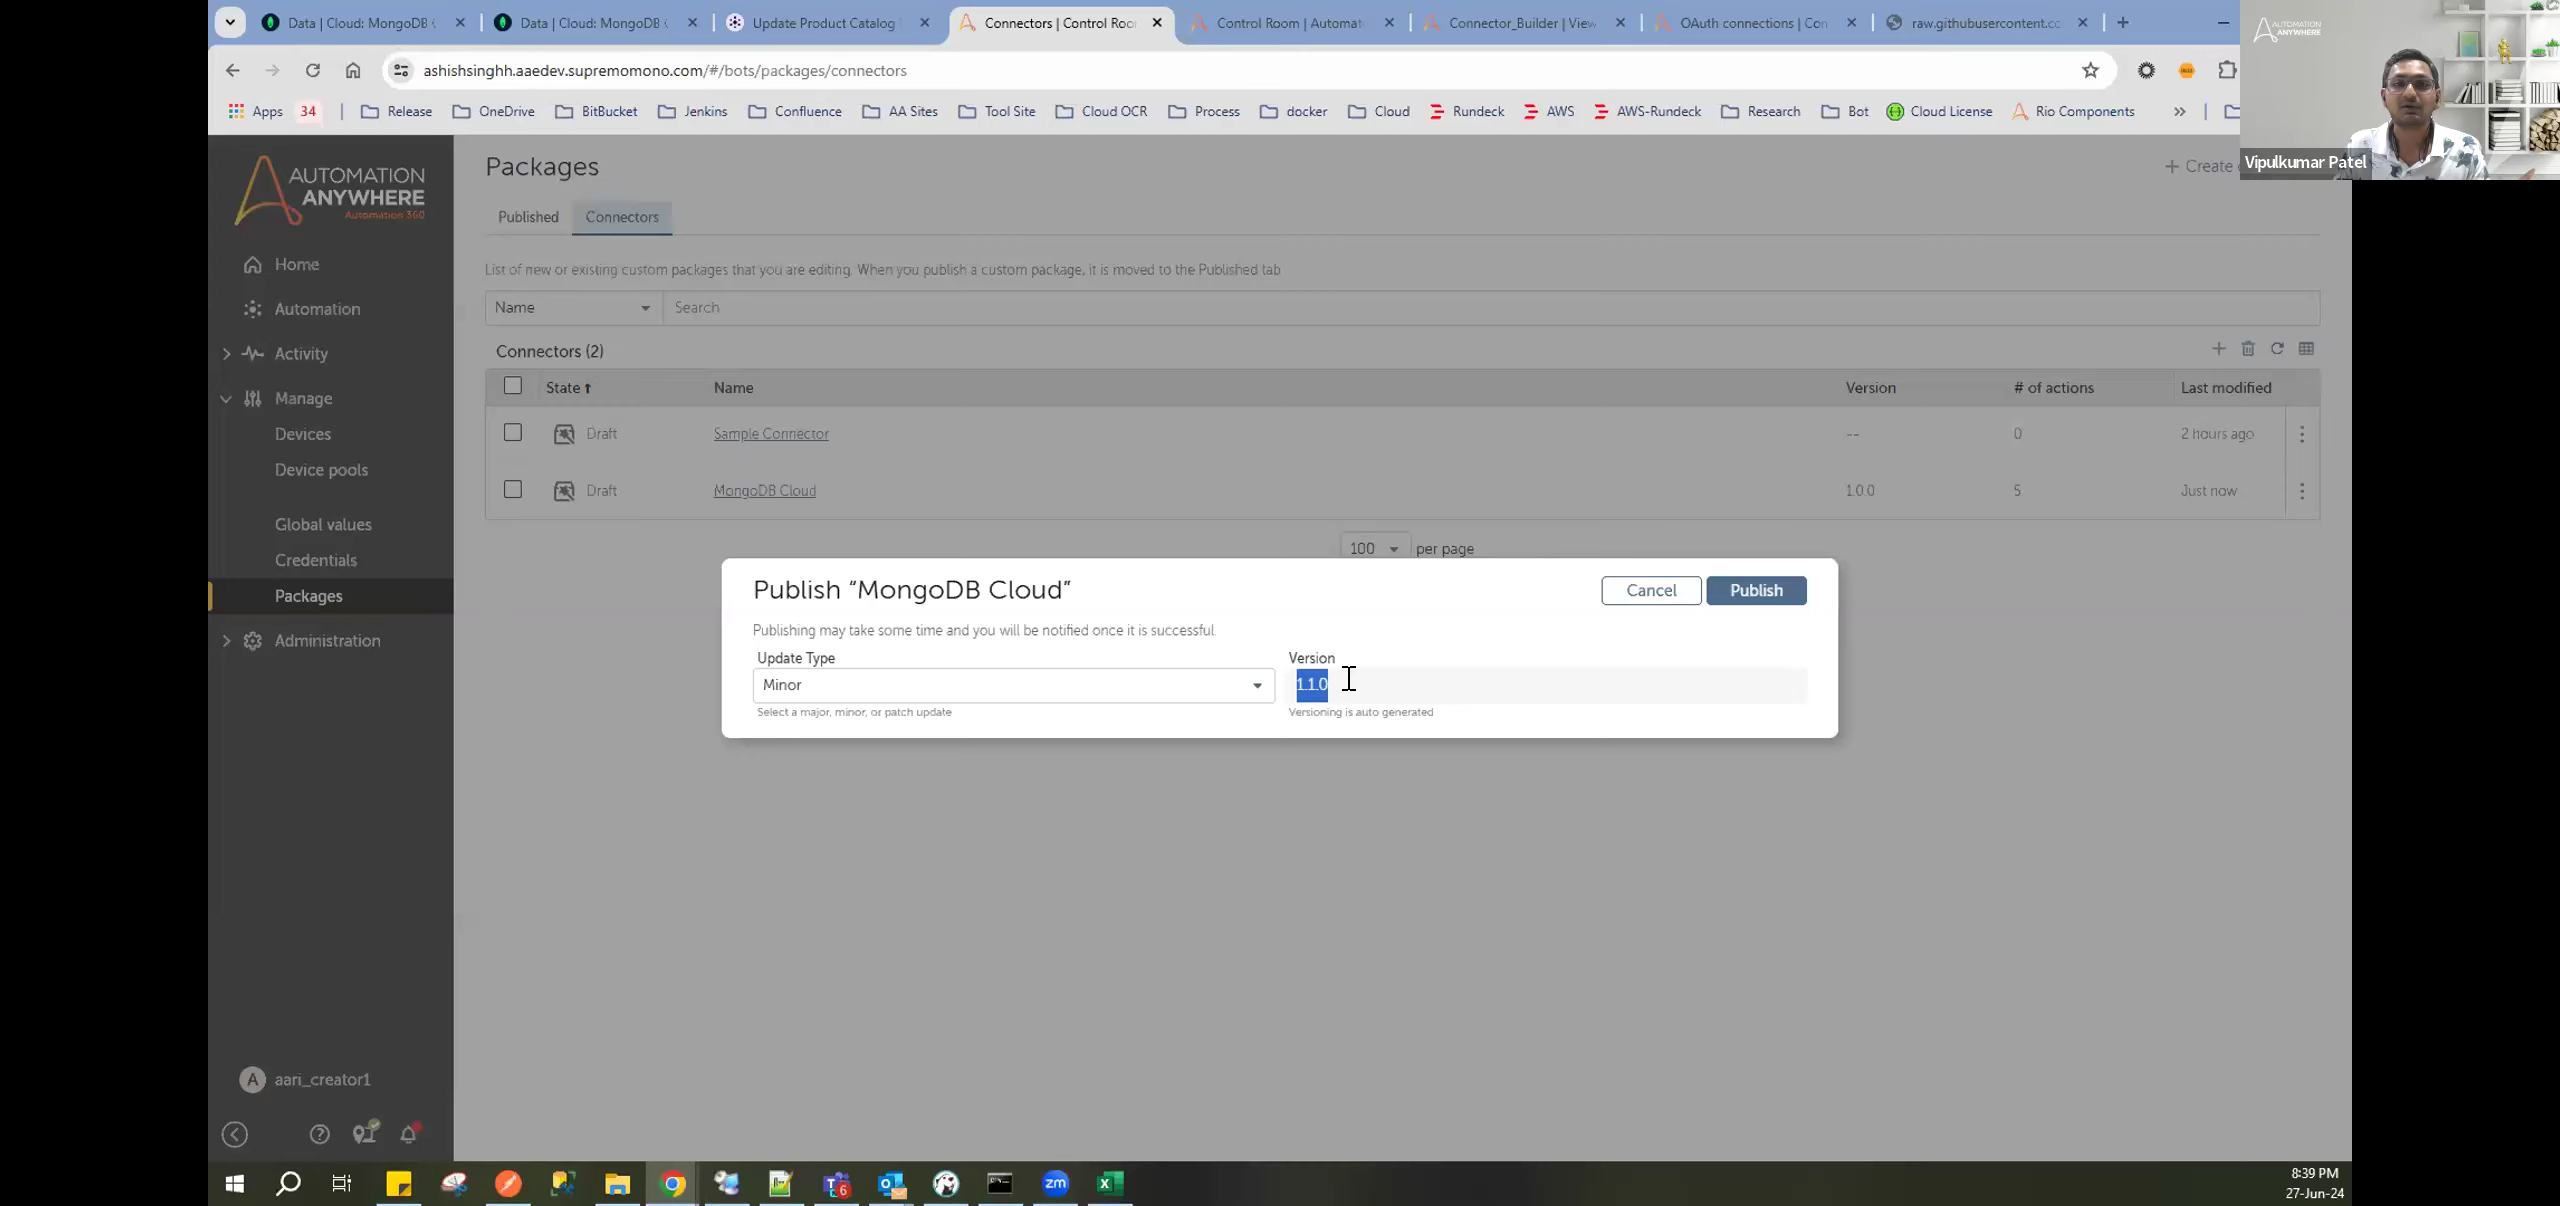 Data | Cloud: MongoDB
Data | Cloud: MongoDB
Update Product Catalog
Connectors | Control Roo
Control Room | Automat
Connector_Builder | View
OAuth connections | Con
raw.githubusercontent.co
ashishsinghh.aaedev.supremomono.com/#/bots/packages/connectors
Apps 34 | Release OneDrive BitBucket Jenkins Confluence AA Sites Tool Site Cloud OCR Process docker Cloud Rundeck AWS AWS-Rundeck Research Bot Cloud License Rio Components »
AUTOMATION
ANYWHERE
Vipulkumar Patel
AUTOMATION
ANYWHERE
Automation 360
Home
Automation
Activity
Manage
Devices
Device pools
Global values
Credentials
Packages
Administration
aari_creator1
Packages
+ Create
Published Connectors
List of new or existing custom packages that you are editing. When you publish a custom package, it is moved to the Published tab
Name Search
Connectors (2)
State Name Version # of actions Last modified
Draft Sample Connector -- 0 2 hours ago
Draft MongoDB Cloud 1.0.0 5 Just now
100 per page
Publish “MongoDB Cloud”
Cancel Publish
Publishing may take some time and you will be notified once it is successful.
Update Type Version
Minor 1.1.0
Select a major, minor, or patch update Versioning is auto generated
6
zm
8:39 PM
27-Jun-24